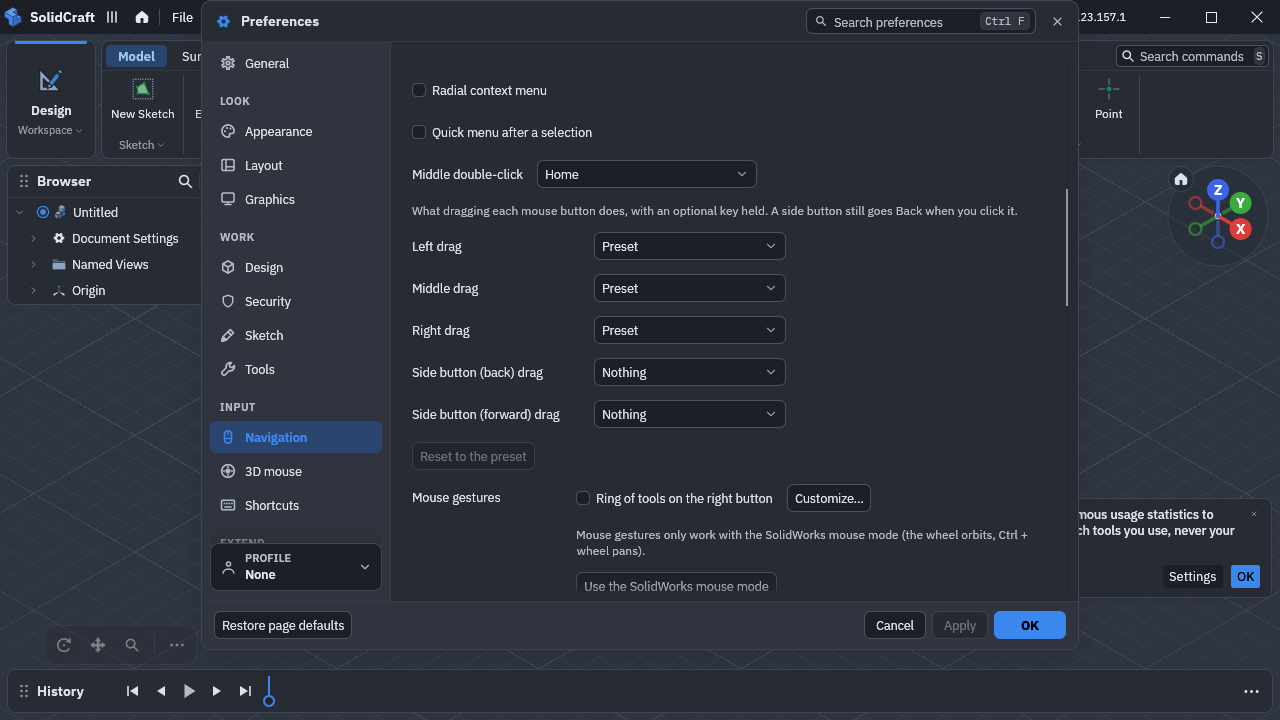 SolidCraft
File
Preferences
Search preferences
Ctrl F
123.157.1
Model
Design
Workspace
New Sketch
Sketch
Search commands
S
Point
Browser
Untitled
Document Settings
Named Views
Origin
General
LOOK
Appearance
Layout
Graphics
WORK
Design
Security
Sketch
Tools
INPUT
Navigation
3D mouse
Shortcuts
EXTEND
PROFILE
None
Radial context menu
Quick menu after a selection
Middle double-click
Home
What dragging each mouse button does, with an optional key held. A side button still goes Back when you click it.
Left drag
Preset
Middle drag
Preset
Right drag
Preset
Side button (back) drag
Nothing
Side button (forward) drag
Nothing
Reset to the preset
Mouse gestures
Ring of tools on the right button
Customize...
Mouse gestures only work with the SolidWorks mouse mode (the wheel orbits, Ctrl +
wheel pans).
Use the SolidWorks mouse mode
Restore page defaults
Cancel
Apply
OK
Z
Y
X
usage statistics to
tools you use, never your
Settings
OK
History